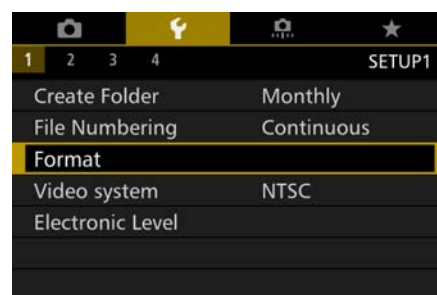 1 2 3 4 SETUP1
Create Folder Monthly
File Numbering Continuous
Format
Video system NTSC
Electronic Level